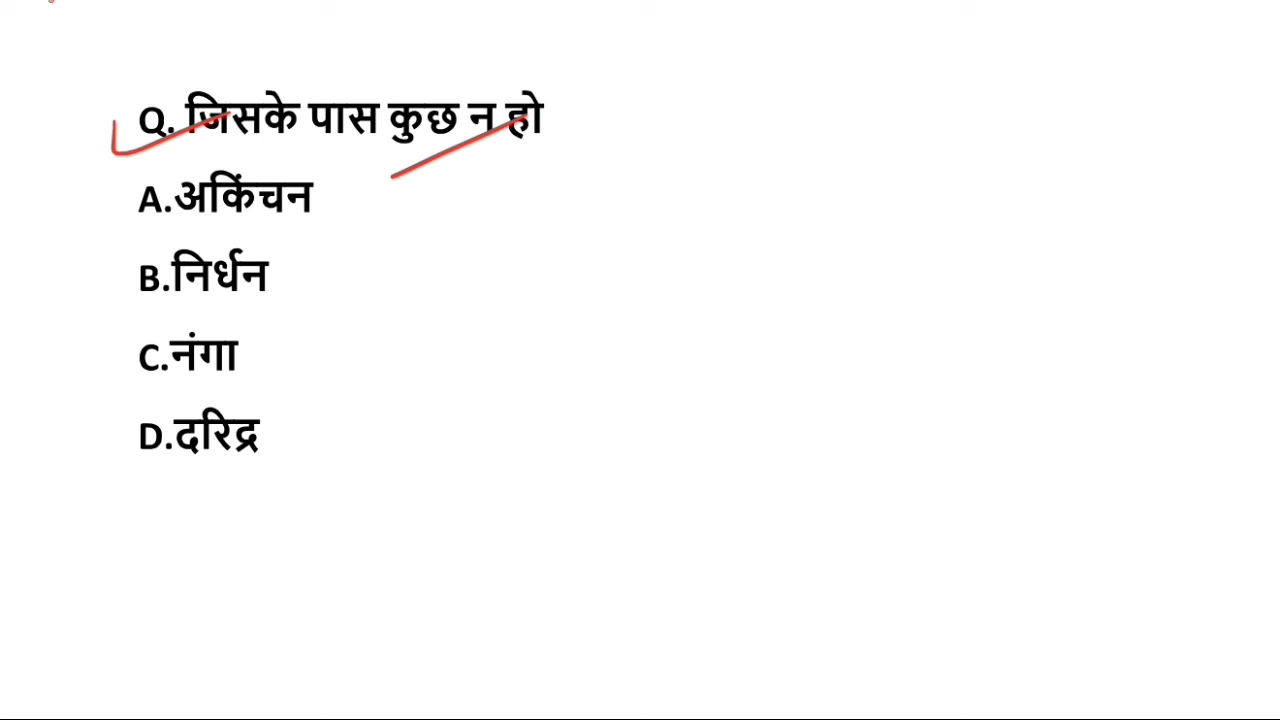 Q. जिसके पास कुछ न हो
A.अकिंचन
B.निर्धन
C.नंगा
D.दरिद्र